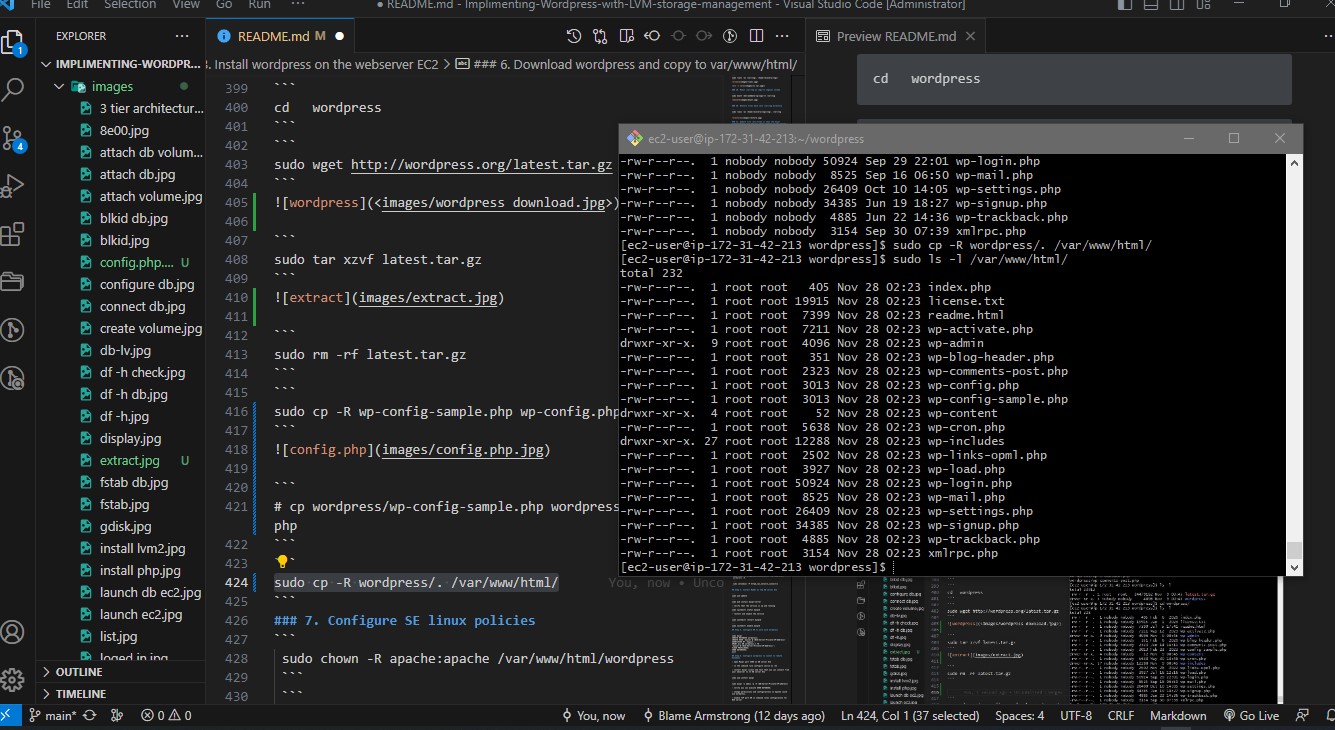 File Edit Selection View Go Run ··· ● README.md - Implimenting-Wordpress-with-LVM-storage-management - Visual Studio Code [Administrator]
EXPLORER ···
README.md M ●
Preview README.md ×
IMPLIMENTING-WORDPR...
3. Install wordpress on the webserver EC2 > ### 6. Download wordpress and copy to var/www/html/
images
3 tier architectur...
8e00.jpg
attach db volum...
attach db.jpg
attach volume.jpg
blkid db.jpg
blkid.jpg
config.php.... U
configure db.jpg
connect db.jpg
create volume.jpg
db-lv.jpg
df -h check.jpg
df -h db.jpg
df -h.jpg
display.jpg
extract.jpg U
fstab db.jpg
fstab.jpg
gdisk.jpg
install lvm2.jpg
install php.jpg
launch db ec2.jpg
launch ec2.jpg
list.jpg
loged in.png
OUTLINE
TIMELINE
399 ```
400 cd   wordpress
401 ```
402 ```
403 sudo wget http://wordpress.org/latest.tar.gz
404 ```
405 ![wordpress](<images/wordpress download.jpg>)
406
407 ```
408 sudo tar xzvf latest.tar.gz
409 ```
410 ![extract](images/extract.jpg)
411
412 ```
413 sudo rm -rf latest.tar.gz
414 ```
415 ```
416 sudo cp -R wp-config-sample.php wp-config.php
417 ```
418 ![config.php](images/config.php.jpg)
419
420 ```
421 # cp wordpress/wp-config-sample.php wordpress
php
422 ```
423 ```
424 sudo cp -R wordpress/. /var/www/html/ You, now • Unco
425 ```
426 ### 7. Configure SE linux policies
427 ```
428 sudo chown -R apache:apache /var/www/html/wordpress
429 ```
430 ```
cd   wordpress
ec2-user@ip-172-31-42-213:~/wordpress
-rw-r--r--.  1 nobody nobody 50924 Sep 29 22:01 wp-login.php
-rw-r--r--.  1 nobody nobody  8525 Sep 16 06:50 wp-mail.php
-rw-r--r--.  1 nobody nobody 26409 Oct 10 14:05 wp-settings.php
-rw-r--r--.  1 nobody nobody 34385 Jun 19 18:27 wp-signup.php
-rw-r--r--.  1 nobody nobody  4885 Jun 22 14:36 wp-trackback.php
-rw-r--r--.  1 nobody nobody  3154 Sep 30 07:39 xmlrpc.php
[ec2-user@ip-172-31-42-213 wordpress]$ sudo cp -R wordpress/. /var/www/html/
[ec2-user@ip-172-31-42-213 wordpress]$ sudo ls -l /var/www/html/
total 232
-rw-r--r--.  1 root root   405 Nov 28 02:23 index.php
-rw-r--r--.  1 root root 19915 Nov 28 02:23 license.txt
-rw-r--r--.  1 root root  7399 Nov 28 02:23 readme.html
-rw-r--r--.  1 root root  7211 Nov 28 02:23 wp-activate.php
drwxr-xr-x.  9 root root  4096 Nov 28 02:23 wp-admin
-rw-r--r--.  1 root root   351 Nov 28 02:23 wp-blog-header.php
-rw-r--r--.  1 root root  2323 Nov 28 02:23 wp-comments-post.php
-rw-r--r--.  1 root root  3013 Nov 28 02:23 wp-config.php
-rw-r--r--.  1 root root  3013 Nov 28 02:23 wp-config-sample.php
drwxr-xr-x.  4 root root    52 Nov 28 02:23 wp-content
-rw-r--r--.  1 root root  5638 Nov 28 02:23 wp-cron.php
drwxr-xr-x. 27 root root 12288 Nov 28 02:23 wp-includes
-rw-r--r--.  1 root root  2502 Nov 28 02:23 wp-links-opml.php
-rw-r--r--.  1 root root  3927 Nov 28 02:23 wp-load.php
-rw-r--r--.  1 root root 50924 Nov 28 02:23 wp-login.php
-rw-r--r--.  1 root root  8525 Nov 28 02:23 wp-mail.php
-rw-r--r--.  1 root root 26409 Nov 28 02:23 wp-settings.php
-rw-r--r--.  1 root root 34385 Nov 28 02:23 wp-signup.php
-rw-r--r--.  1 root root  4885 Nov 28 02:23 wp-trackback.php
-rw-r--r--.  1 root root  3154 Nov 28 02:23 xmlrpc.php
[ec2-user@ip-172-31-42-213 wordpress]$
main* 0 0 You, now Blame Armstrong (12 days ago) Ln 424, Col 1 (37 selected) Spaces: 4 UTF-8 CRLF Markdown Go Live